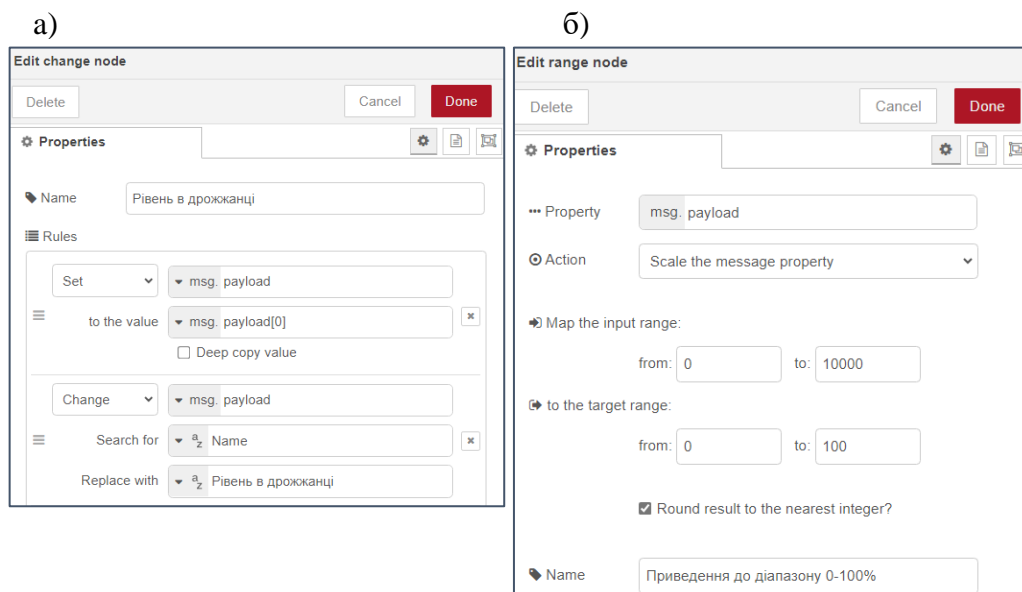 а)
Edit change node
Delete
Cancel
Done
Properties
Name
Рівень в дрожжанці
Rules
Set
msg. payload
to the value
msg. payload[0]
Deep copy value
Change
msg. payload
Search for
az Name
Replace with
az Рівень в дрожжанці
б)
Edit range node
Delete
Cancel
Done
Properties
Property
msg. payload
Action
Scale the message property
Map the input range:
from: 0 to: 10000
to the target range:
from: 0 to: 100
Round result to the nearest integer?
Name
Приведення до діапазону 0-100%